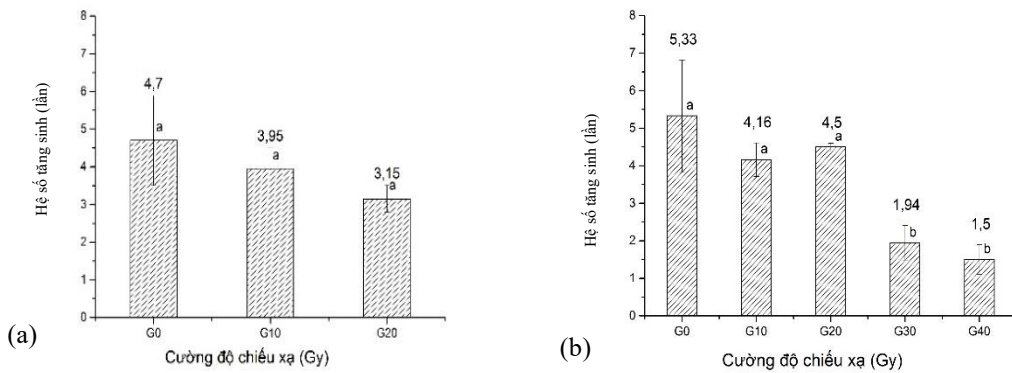 Hệ số tăng sinh (lần)
8
7
6
5
4
3
2
1
0
4,7
a
3,95
a
3,15
a
G0
G10
G20
Cường độ chiếu xạ (Gy)
(a)
Hệ số tăng sinh (lần)
8
7
6
5
4
3
2
1
0
5,33
a
4,16
a
4,5
a
1,94
b
1,5
b
G0
G10
G20
G30
G40
Cường độ chiếu xạ (Gy)
(b)